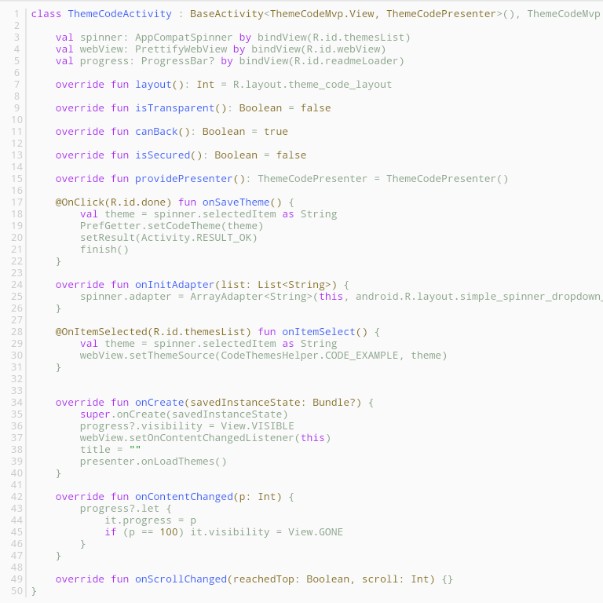 1 class ThemeCodeActivity : BaseActivity<ThemeCodeMvp.View, ThemeCodePresenter>(), ThemeCodeMvp
2
3     val spinner: AppCompatSpinner by bindView(R.id.themesList)
4     val webView: PrettifyWebView by bindView(R.id.webView)
5     val progress: ProgressBar? by bindView(R.id.readmeLoader)
6
7     override fun layout(): Int = R.layout.theme_code_layout
8
9     override fun isTransparent(): Boolean = false
10
11     override fun canBack(): Boolean = true
12
13     override fun isSecured(): Boolean = false
14
15     override fun providePresenter(): ThemeCodePresenter = ThemeCodePresenter()
16
17     @OnClick(R.id.done) fun onSaveTheme() {
18         val theme = spinner.selectedItem as String
19         PrefGetter.setCodeTheme(theme)
20         setResult(Activity.RESULT_OK)
21         finish()
22     }
23
24     override fun onInitAdapter(list: List<String>) {
25         spinner.adapter = ArrayAdapter<String>(this, android.R.layout.simple_spinner_dropdown_
26     }
27
28     @OnItemSelected(R.id.themesList) fun onItemSelect() {
29         val theme = spinner.selectedItem as String
30         webView.setThemeSource(CodeThemesHelper.CODE_EXAMPLE, theme)
31     }
32
33
34     override fun onCreate(savedInstanceState: Bundle?) {
35         super.onCreate(savedInstanceState)
36         progress?.visibility = View.VISIBLE
37         webView.setOnContentChangedListener(this)
38         title = ""
39         presenter.onLoadThemes()
40     }
41
42     override fun onContentChanged(p: Int) {
43         progress?.let {
44             it.progress = p
45             if (p == 100) it.visibility = View.GONE
46         }
47     }
48
49     override fun onScrollChanged(reachedTop: Boolean, scroll: Int) {}
50 }